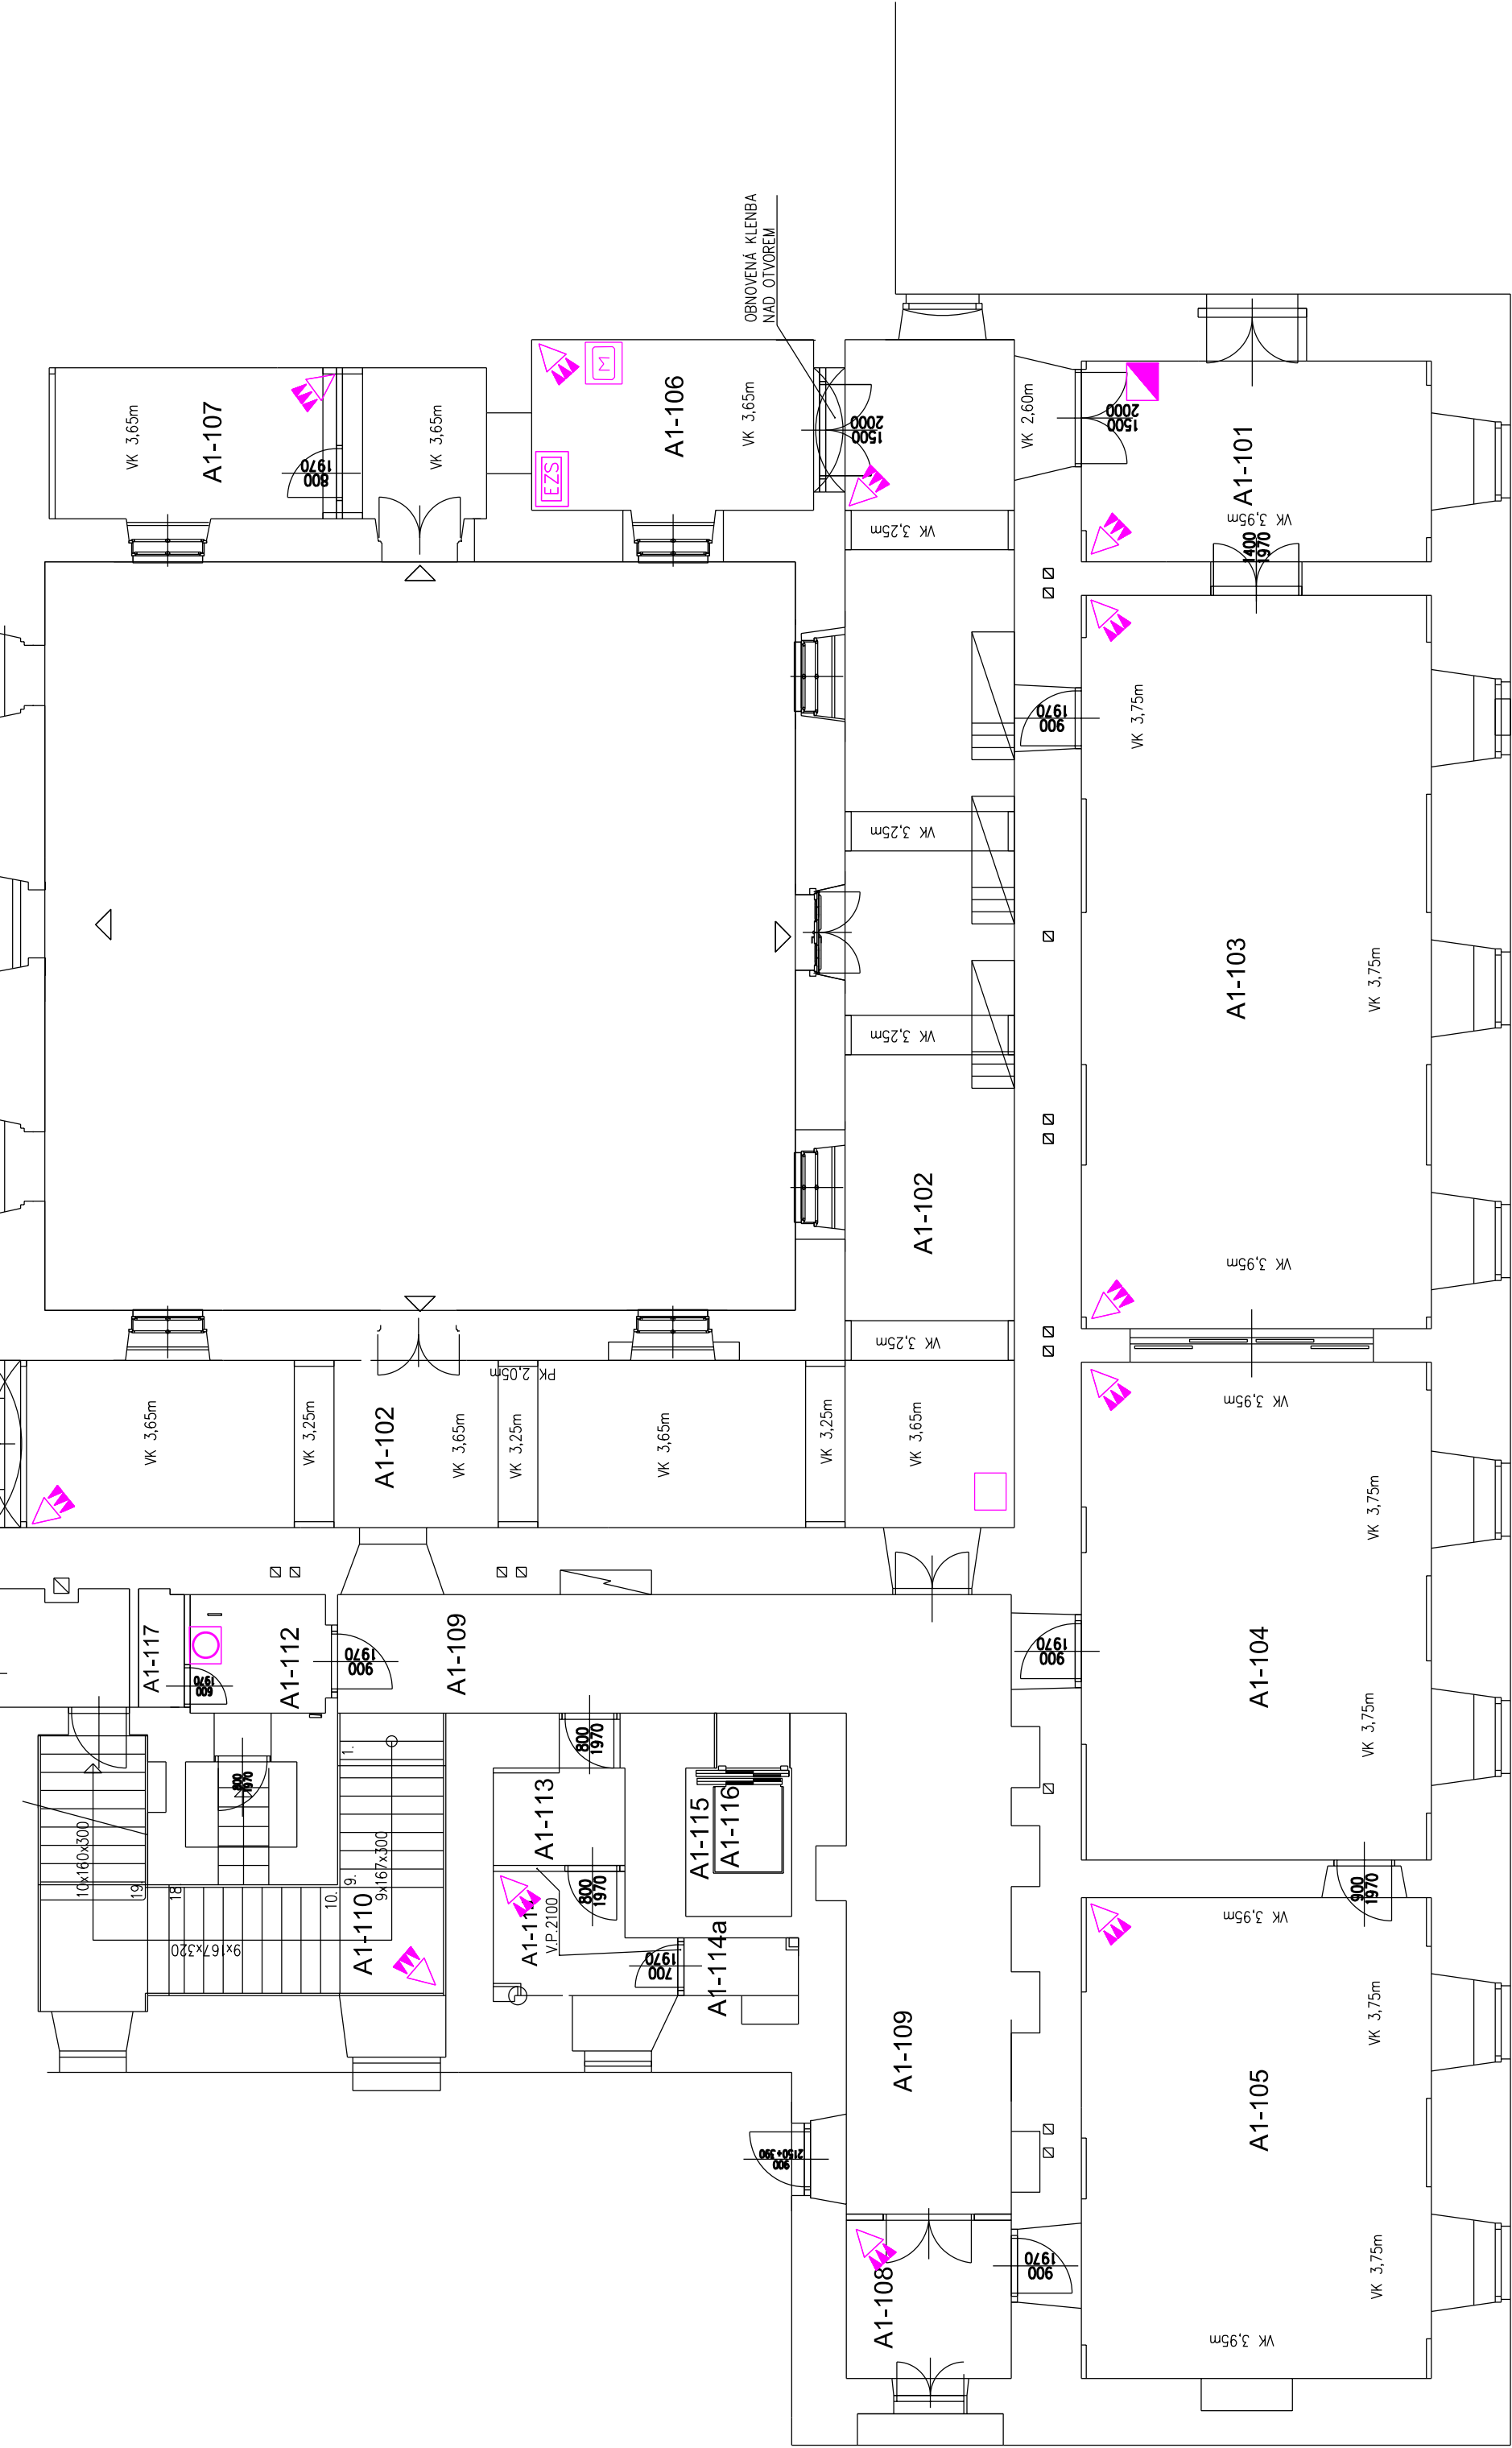 OBNOVENÁ KLENBA
NAD OTVOREM
VK 3,65m
A1-107
800
1970
VK 3,65m
EZS
M
A1-106
VK 3,65m
1500
2000
VK 2,60m
1500
2000
A1-101
VK 3,95m
1400
1970
VK 3,25m
900
1970
VK 3,75m
VK 3,25m
A1-103
VK 3,75m
VK 3,25m
A1-102
VK 3,95m
VK 3,25m
PK 2,05m
VK 3,65m
VK 3,25m
A1-102
VK 3,65m
VK 3,25m
VK 3,65m
VK 3,25m
VK 3,65m
VK 3,95m
VK 3,75m
A1-117
600
1970
A1-112
900
1970
A1-109
900
1970
A1-104
VK 3,75m
800
1970
1.
800
1970
A1-113
A1-115
A1-116
10x160x300
19.
18.
10.
9.
9x167x300
9x167x320
A1-110
800
1970
V.P.2100
700
1970
A1-114a
900
1970
VK 3,95m
VK 3,75m
A1-109
A1-105
900
2150+390
900
1970
A1-108
VK 3,75m
VK 3,95m